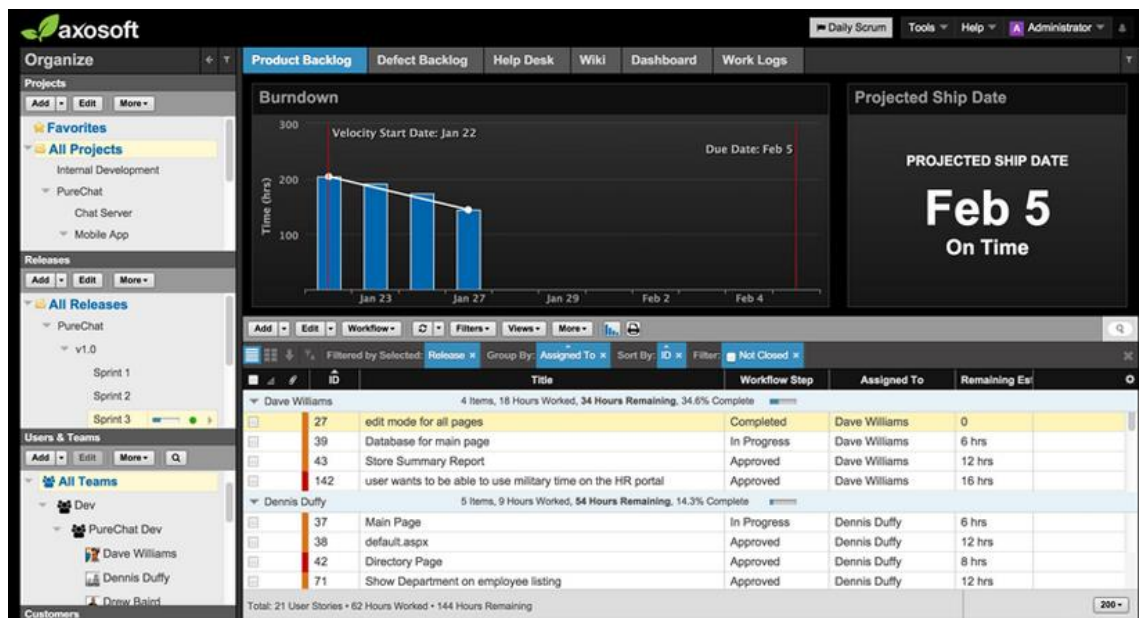 axosoft
Daily Scrum Tools Help A Administrator
Organize
Product Backlog Defect Backlog Help Desk Wiki Dashboard Work Logs
Projects
Add Edit More
Favorites
All Projects
Internal Development
PureChat
Chat Server
Mobile App
Releases
Add Edit More
All Releases
PureChat
v1.0
Sprint 1
Sprint 2
Sprint 3
Users & Teams
Add Edit More
All Teams
Dev
PureChat Dev
Dave Williams
Dennis Duffy
Drew Baird
Customers
Burndown
300
200
100
Time (hrs)
Velocity Start Date: Jan 22
Due Date: Feb 5
Jan 23 Jan 27 Jan 29 Feb 2 Feb 4
Projected Ship Date
PROJECTED SHIP DATE
Feb 5
On Time
Add Edit Workflow Filters Views More
Filtered by Selected: Release × Group By: Assigned To × Sort By: ID × Filter: Not Closed ×
ID Title Workflow Step Assigned To Remaining Est
Dave Williams 4 Items, 18 Hours Worked, 34 Hours Remaining, 34.6% Complete
27 edit mode for all pages Completed Dave Williams 0
39 Database for main page In Progress Dave Williams 6 hrs
43 Store Summary Report Approved Dave Williams 12 hrs
142 user wants to be able to use military time on the HR portal Approved Dave Williams 16 hrs
Dennis Duffy 5 Items, 9 Hours Worked, 54 Hours Remaining, 14.3% Complete
37 Main Page In Progress Dennis Duffy 6 hrs
38 default.aspx Approved Dennis Duffy 12 hrs
42 Directory Page Approved Dennis Duffy 8 hrs
71 Show Department on employee listing Approved Dennis Duffy 12 hrs
Total: 21 User Stories • 62 Hours Worked • 144 Hours Remaining
200